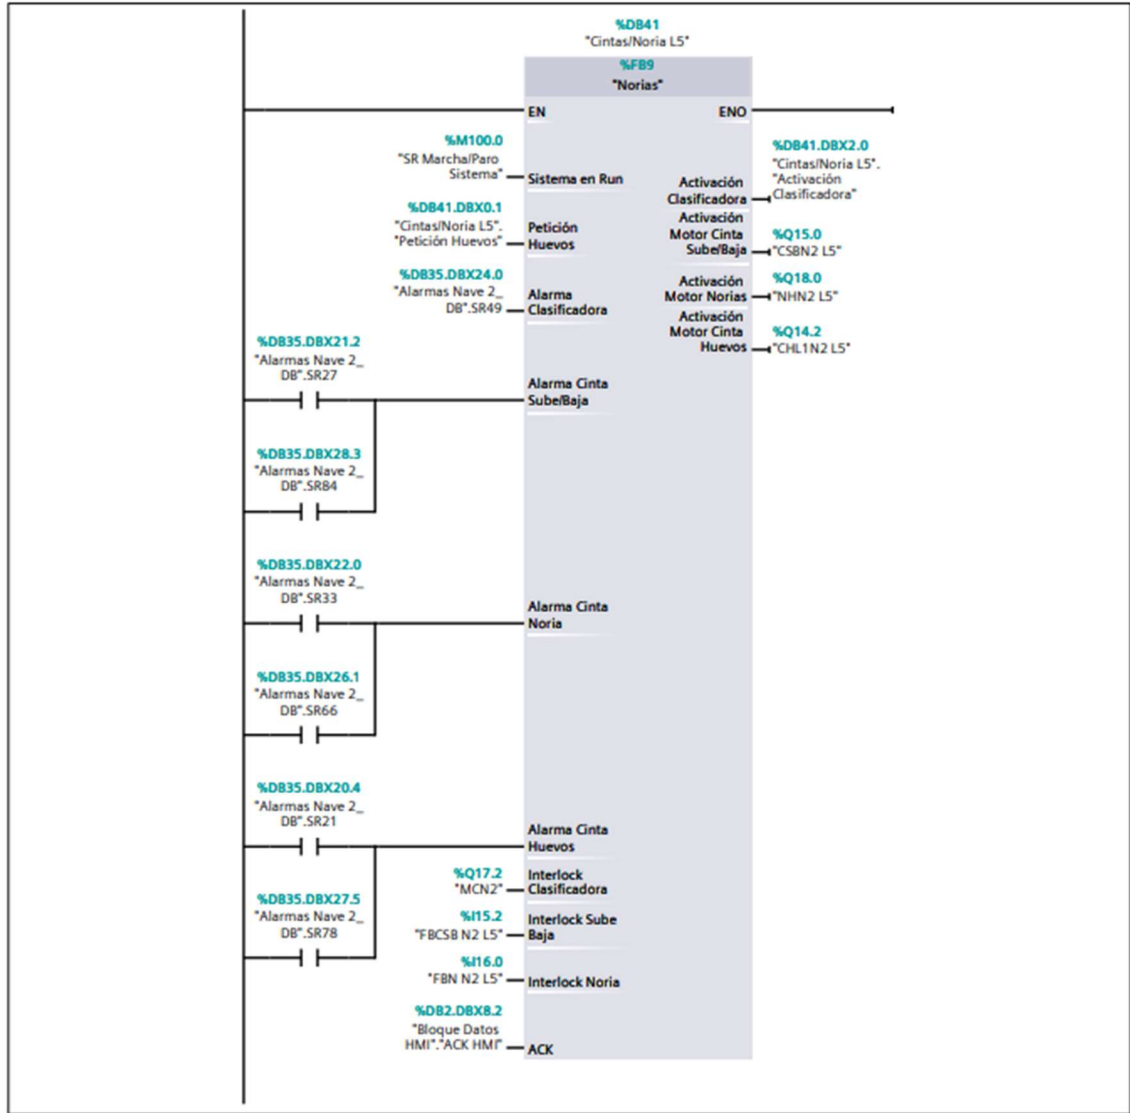 %DB41
"Cintas/Noria L5"
%FB9
"Norias"
EN
ENO
%M100.0
"SR Marcha/Paro
Sistema"
Sistema en Run
%DB41.DBX0.1
"Cintas/Noria L5".
"Petición Huevos"
Petición
Huevos
%DB35.DBX24.0
"Alarmas Nave 2_
DB".SR49
Alarma
Clasificadora
%DB41.DBX2.0
"Cintas/Noria L5".
"Activación
Clasificadora"
Activación
Clasificadora
Activación
Motor Cinta
Sube/Baja
%Q15.0
"CSBN2 L5"
Activación
Motor Norias
%Q18.0
"NHN2 L5"
Activación
Motor Cinta
Huevos
%Q14.2
"CHL1N2 L5"
%DB35.DBX21.2
"Alarmas Nave 2_
DB".SR27
Alarma Cinta
Sube/Baja
%DB35.DBX28.3
"Alarmas Nave 2_
DB".SR84
%DB35.DBX22.0
"Alarmas Nave 2_
DB".SR33
Alarma Cinta
Noria
%DB35.DBX26.1
"Alarmas Nave 2_
DB".SR66
%DB35.DBX20.4
"Alarmas Nave 2_
DB".SR21
Alarma Cinta
Huevos
%DB35.DBX27.5
"Alarmas Nave 2_
DB".SR78
%Q17.2
"MCN2"
Interlock
Clasificadora
%I15.2
"FBCSB N2 L5"
Interlock Sube
Baja
%I16.0
"FBN N2 L5"
Interlock Noria
%DB2.DBX8.2
"Bloque Datos
HMI"."ACK HMI"
ACK